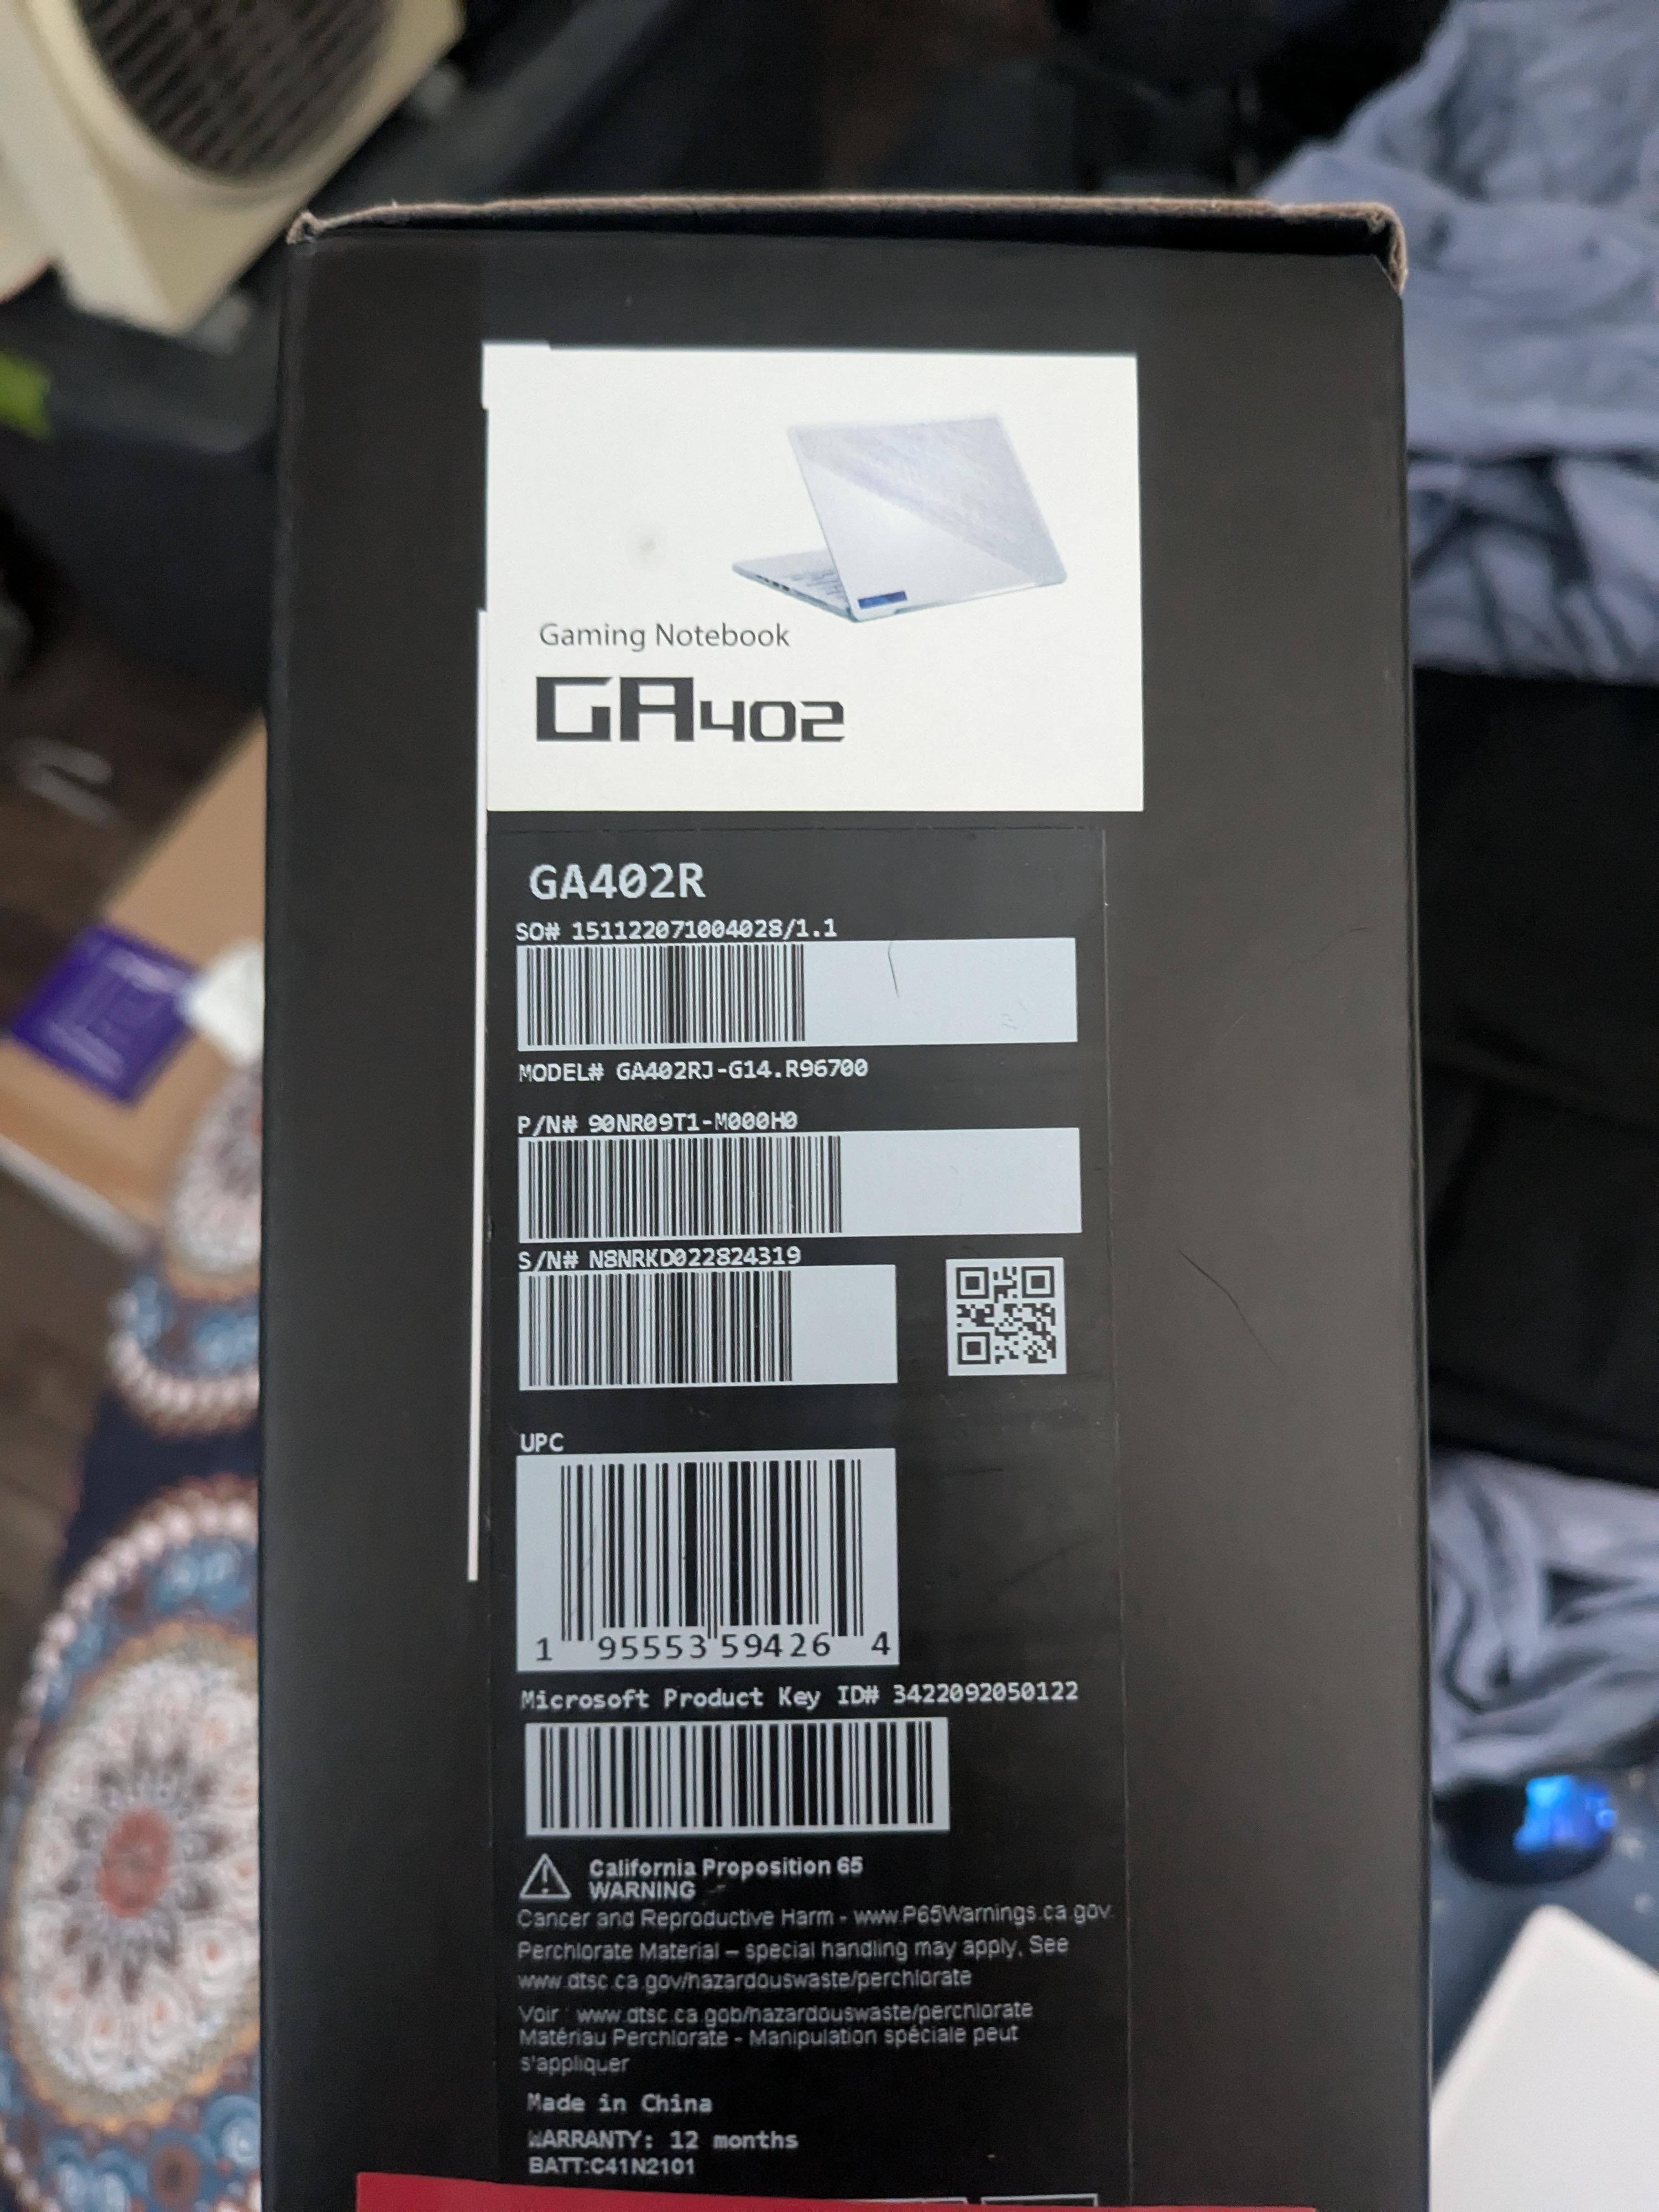 Gaming Notebook
GA402
GA402R
SO# 151122071004028/1.1
MODEL# GA402RJ-G14.R96700
P/N# 90NR09T1-M000H0
S/N# N8NRKD022824319
UPC
1 95553 59426 4
Microsoft Product Key ID# 3422092050122
California Proposition 65
WARNING
Cancer and Reproductive Harm - www.P65Warnings.ca.gov.
Perchlorate Material – special handling may apply, See
www.dtsc.ca.gov/hazardouswaste/perchlorate
Voir : www.dtsc.ca.gob/hazardouswaste/perchlorate
Matériau Perchlorate - Manipulation spéciale peut
s'appliquer
Made in China
WARRANTY: 12 months
BATT:C41N2101